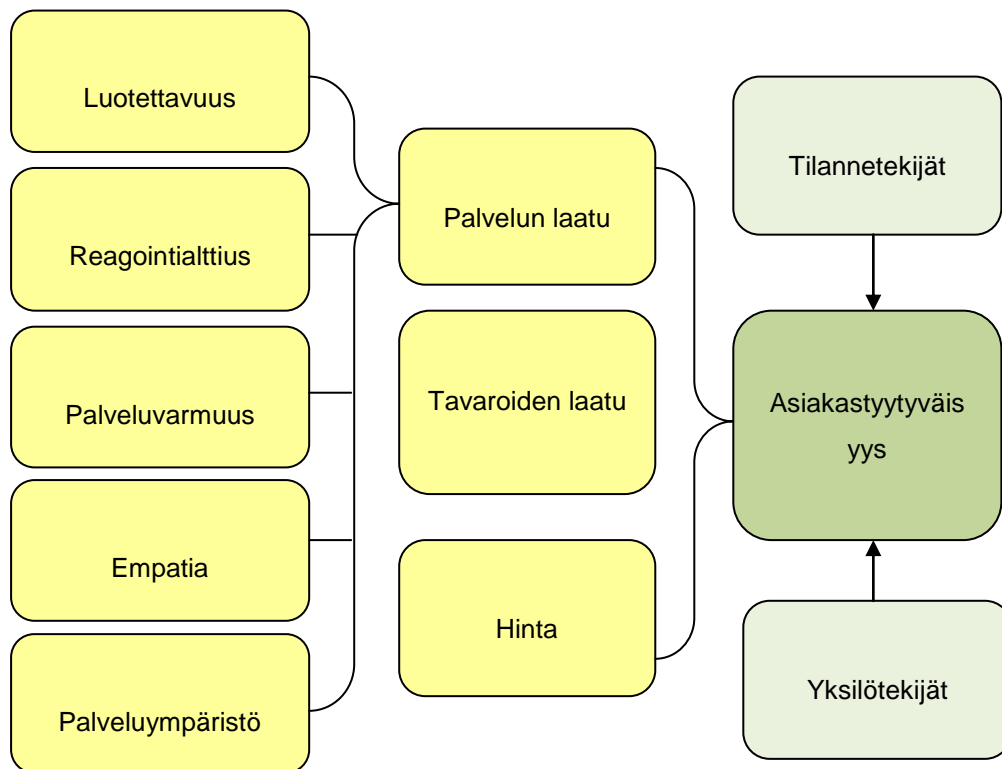 Luotettavuus
Reagointialttius
Palveluvarmuus
Empatia
Palveluympäristö
Palvelun laatu
Tavaroiden laatu
Hinta
Tilannetekijät
Asiakastyytyväis
yys
Yksilötekijät